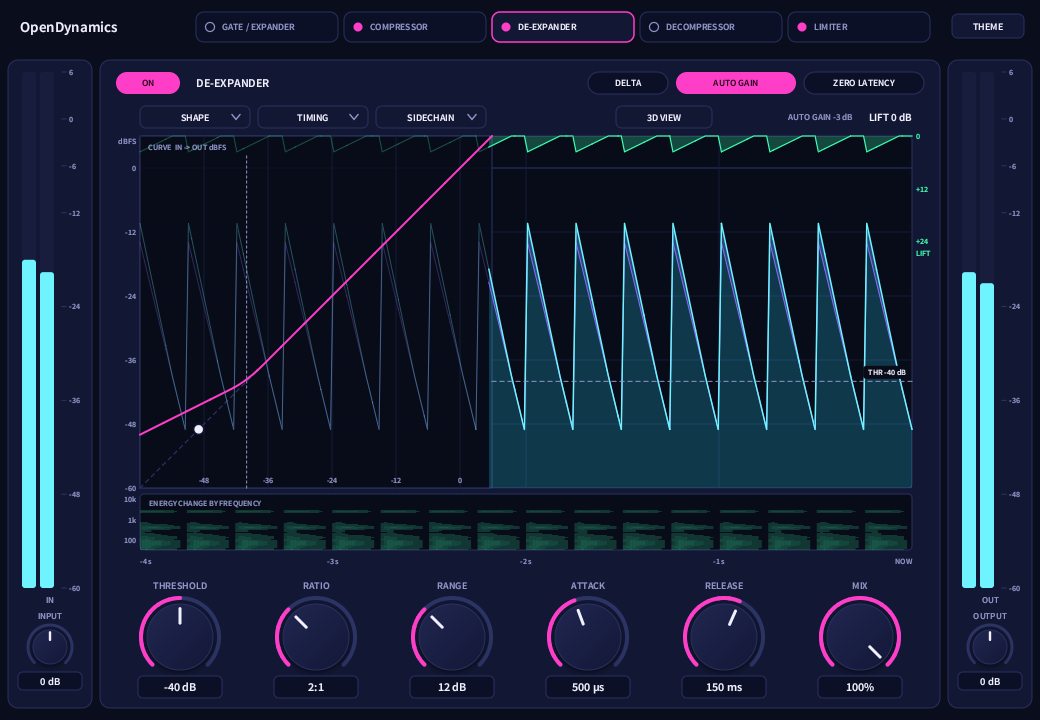 OpenDynamics
GATE / EXPANDER
COMPRESSOR
DE-EXPANDER
DECOMPRESSOR
LIMITER
THEME
ON
DE-EXPANDER
DELTA
AUTO GAIN
ZERO LATENCY
SHAPE
TIMING
SIDECHAIN
3D VIEW
AUTO GAIN -3 dB
LIFT 0 dB
6
0
-6
-12
-24
-36
-48
-60
IN
INPUT
0 dB
dBFS
0
-12
-24
-36
-48
-60
CURVE IN -> OUT dBFS
-48
-36
-24
-12
0
0
+12
+24
LIFT
THR -40 dB
10k
1k
100
ENERGY CHANGE BY FREQUENCY
-4s
-3s
-2s
-1s
NOW
THRESHOLD
RATIO
RANGE
ATTACK
RELEASE
MIX
-40 dB
2:1
12 dB
500 µs
150 ms
100%
6
0
-6
-12
-24
-36
-48
-60
OUT
OUTPUT
0 dB